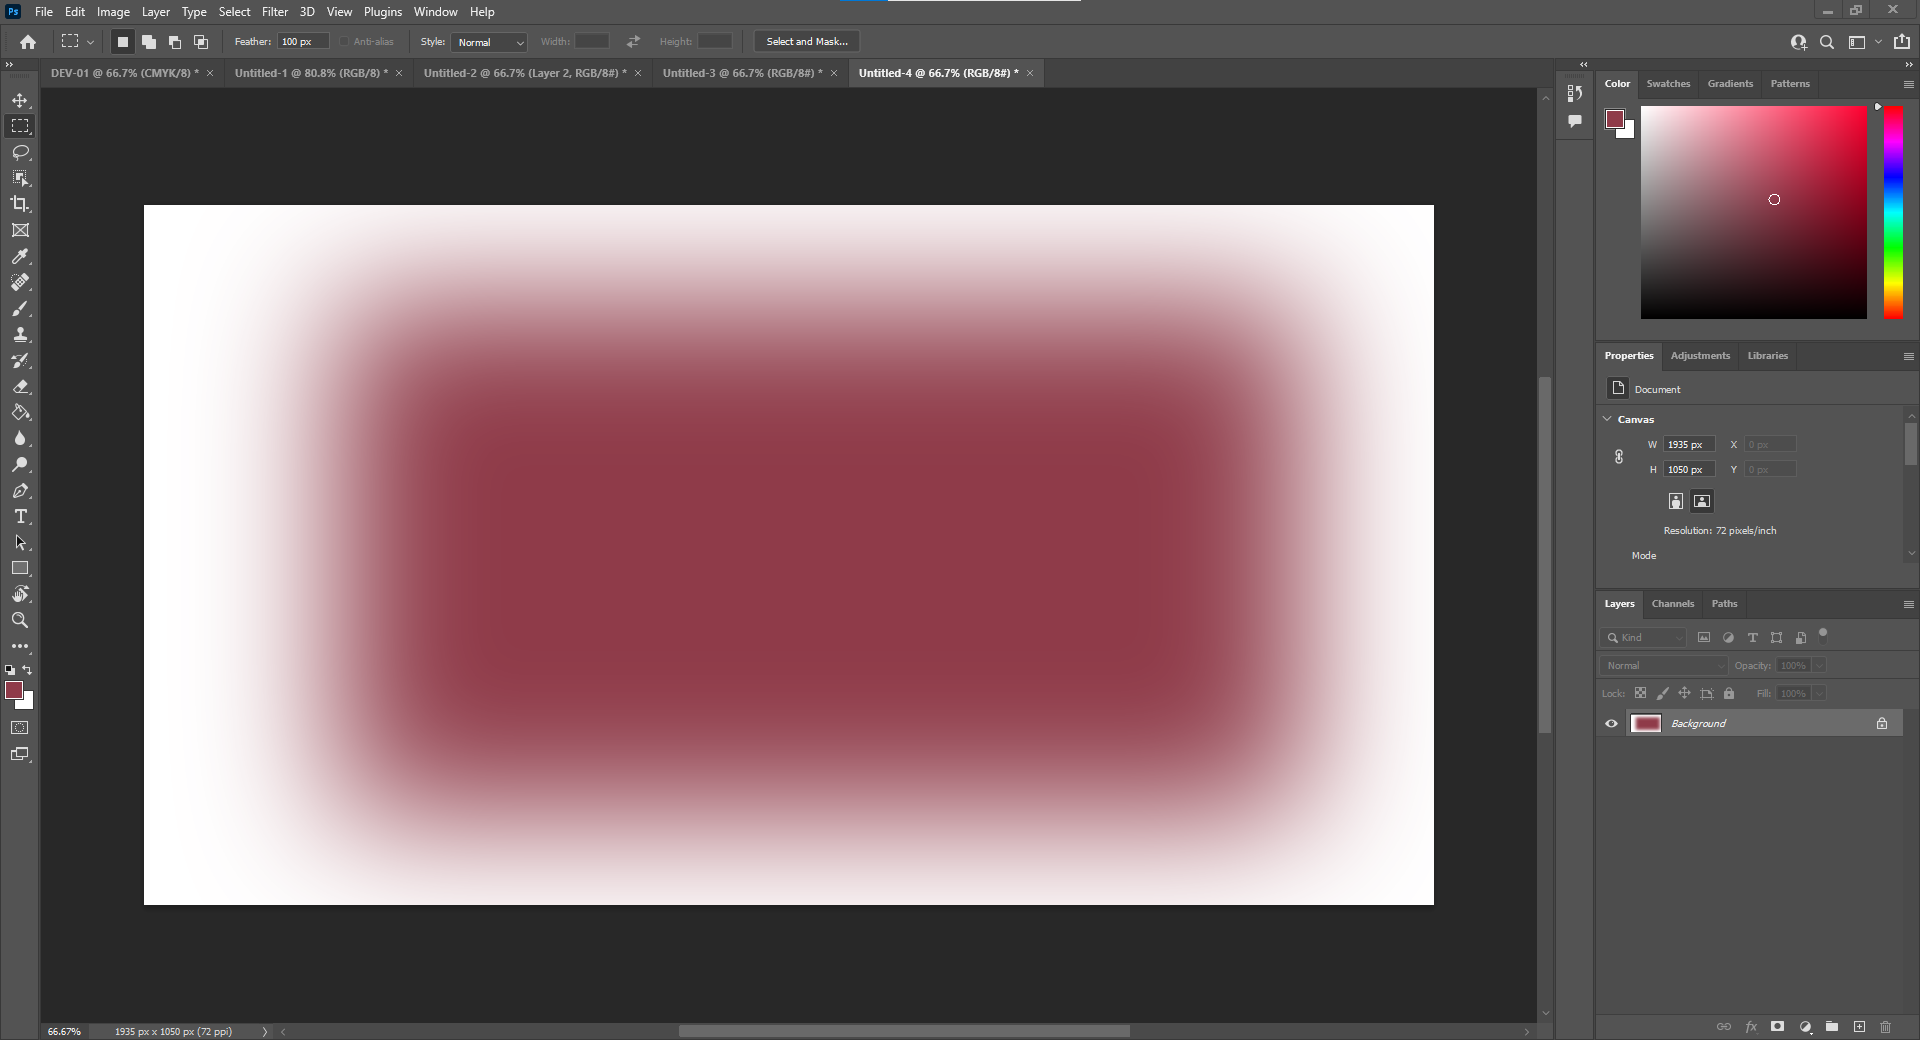 Ps File Edit Image Layer Type Select Filter 3D View Plugins Window Help
Feather: 100 px Anti-alias Style: Normal Width: Height: Select and Mask...
DEV-01 @ 66.7% (CMYK/8) * Untitled-1 @ 80.8% (RGB/8) * Untitled-2 @ 66.7% (Layer 2, RGB/8#) * Untitled-3 @ 66.7% (RGB/8#) * Untitled-4 @ 66.7% (RGB/8#) *
Color Swatches Gradients Patterns
Properties Adjustments Libraries
Document
Canvas
W 1935 px X 0 px
H 1050 px Y 0 px
Resolution: 72 pixels/inch
Mode
Layers Channels Paths
Kind
Normal Opacity: 100%
Lock: Fill: 100%
Background
66.67% 1935 px x 1050 px (72 ppi)